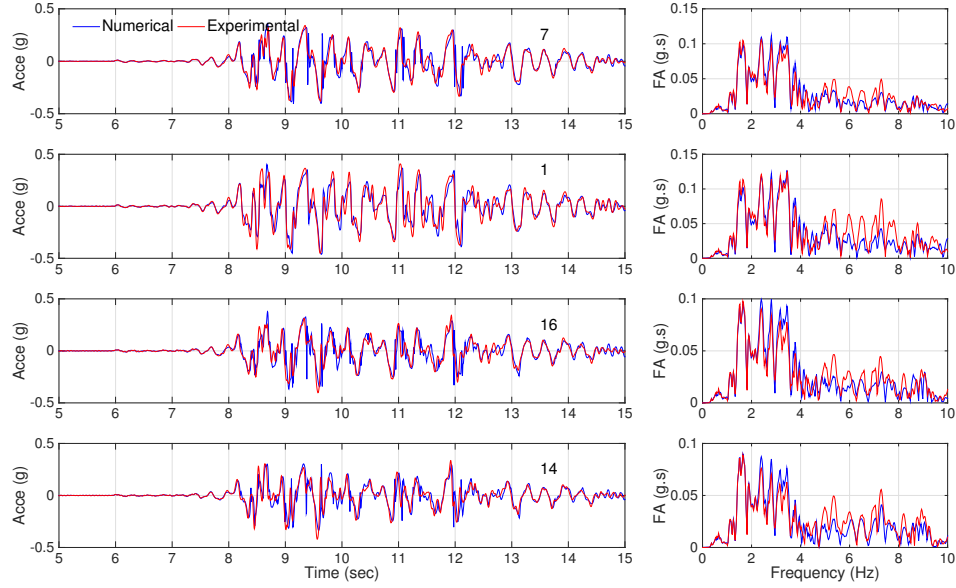 0.5 Numerical Experimental 7
Acce (g)
0
-0.5
5 6 7 8 9 10 11 12 13 14 15
0.15
FA (g.s)
0.1
0.05
0
0 2 4 6 8 10
0.5 1
Acce (g)
0
-0.5
5 6 7 8 9 10 11 12 13 14 15
0.15
FA (g.s)
0.1
0.05
0
0 2 4 6 8 10
0.5 16
Acce (g)
0
-0.5
5 6 7 8 9 10 11 12 13 14 15
0.1
FA (g.s)
0.05
0
0 2 4 6 8 10
0.5 14
Acce (g)
0
-0.5
5 6 7 8 9 10 11 12 13 14 15
Time (sec)
0.1
FA (g.s)
0.05
0
0 2 4 6 8 10
Frequency (Hz)